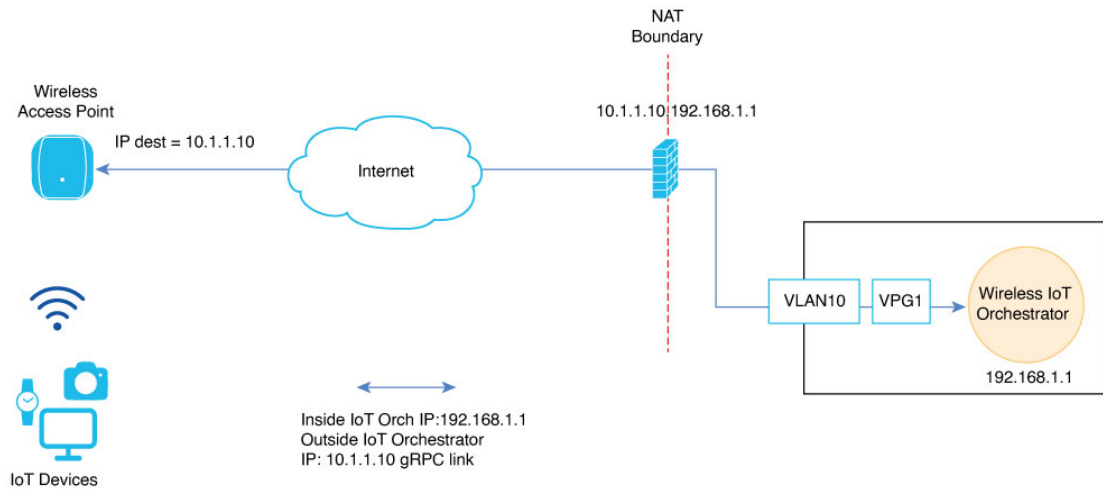 NAT
Boundary
Wireless
Access Point
10.1.1.10 192.168.1.1
IP dest = 10.1.1.10
Internet
VLAN10
VPG1
Wireless IoT
Orchestrator
192.168.1.1
Inside IoT Orch IP:192.168.1.1
Outside IoT Orchestrator
IP: 10.1.1.10 gRPC link
IoT Devices